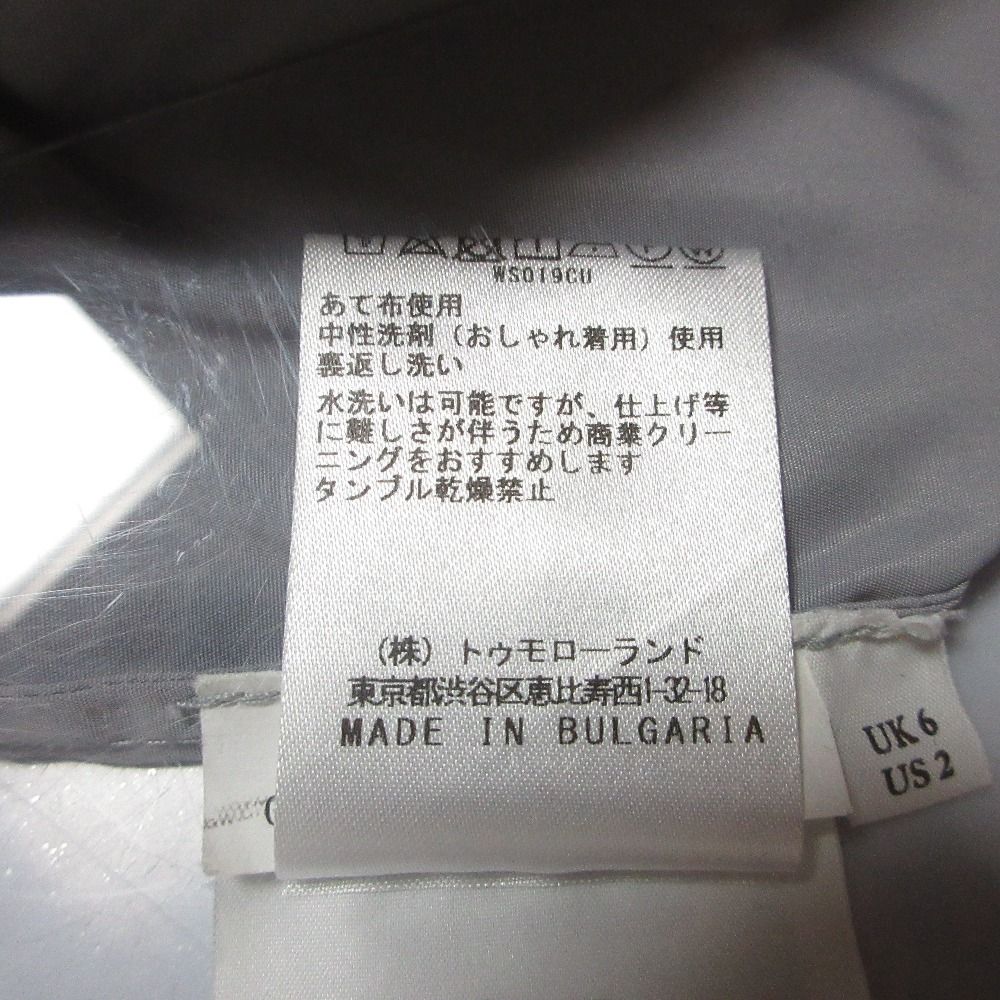 WS019CU
あて布使用
中性洗剤（おしゃれ着用）使用
裏返し洗い
水洗いは可能ですが、仕上げ等
に難しさが伴うため商業クリー
ニングをおすすめします
タンブル乾燥禁止
（株）トゥモローランド
東京都渋谷区恵比寿西1-32-18
MADE IN BULGARIA
UK 6
US 2